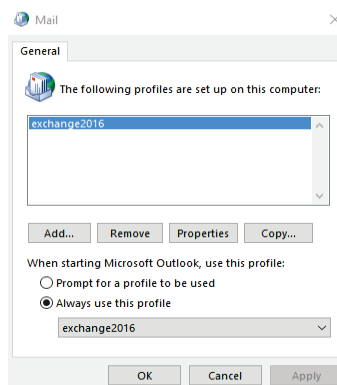 Mail
General
The following profiles are set up on this computer:
exchange2016
Add... Remove Properties Copy...
When starting Microsoft Outlook, use this profile:
Prompt for a profile to be used
Always use this profile
exchange2016
OK Cancel Apply